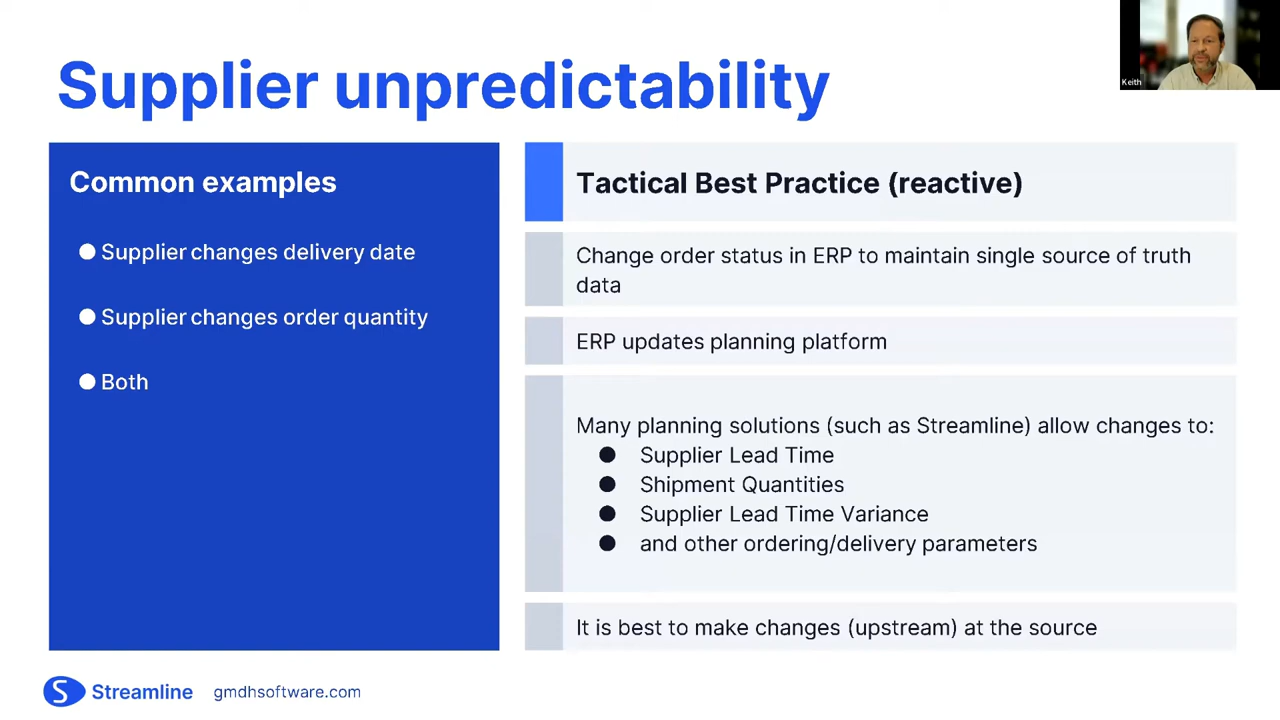 Supplier unpredictability
Keith
Common examples
● Supplier changes delivery date
● Supplier changes order quantity
● Both
Tactical Best Practice (reactive)
Change order status in ERP to maintain single source of truth
data
ERP updates planning platform
Many planning solutions (such as Streamline) allow changes to:
● Supplier Lead Time
● Shipment Quantities
● Supplier Lead Time Variance
● and other ordering/delivery parameters
It is best to make changes (upstream) at the source
S Streamline gmdhsoftware.com